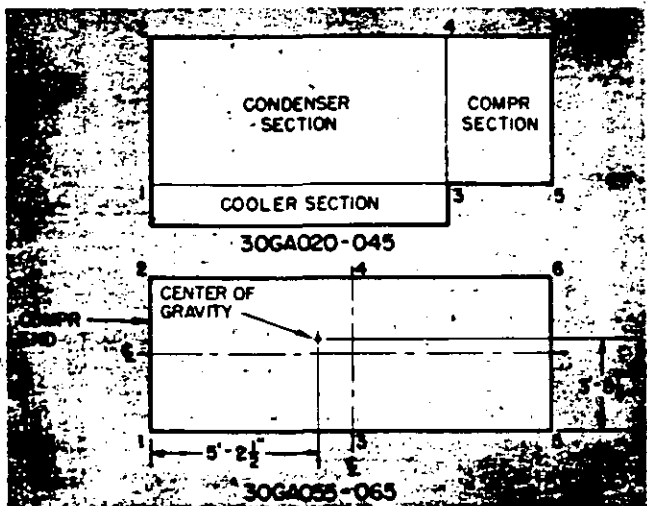 4
CONDENSER
SECTION
COMPR
SECTION
1
3
5
COOLER SECTION
30GA020-045
2
4
6
CENTER OF
GRAVITY
COMPR
END
1
3
5'-2½"
30GA055-065